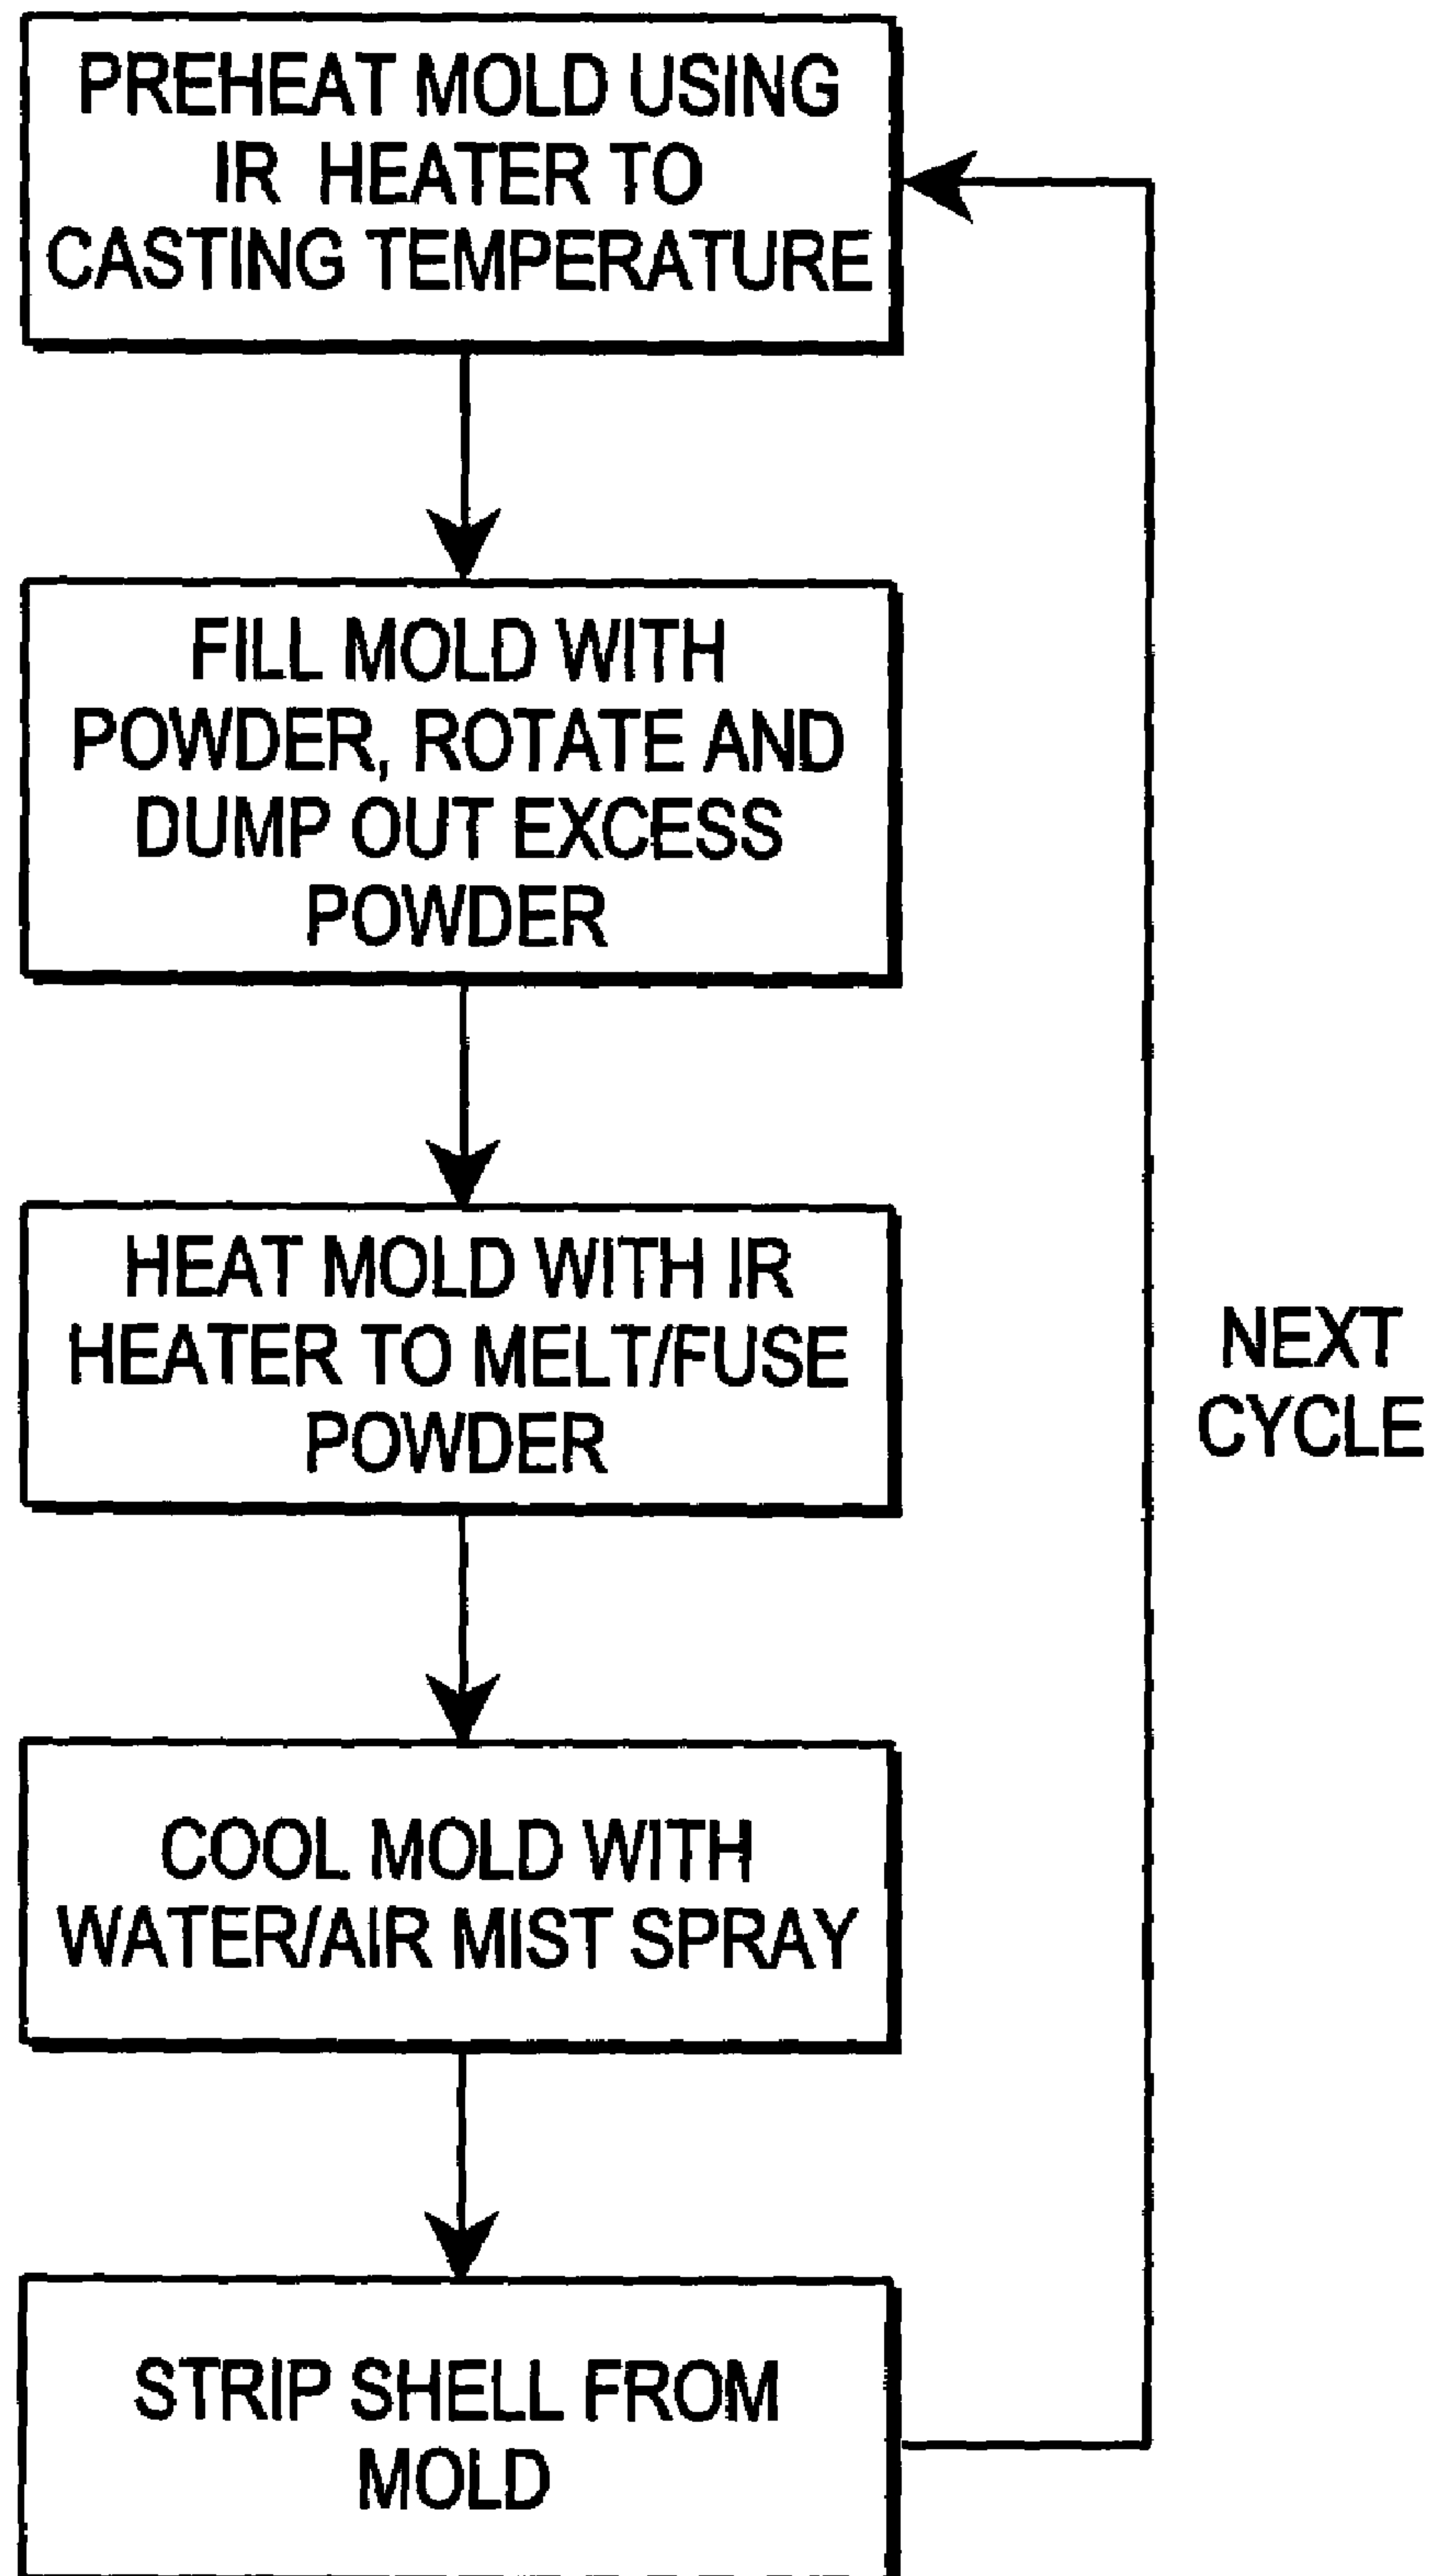 PREHEAT MOLD USING
IR HEATER TO
CASTING TEMPERATURE
FILL MOLD WITH
POWDER, ROTATE AND
DUMP OUT EXCESS
POWDER
HEAT MOLD WITH IR
HEATER TO MELT/FUSE
POWDER
COOL MOLD WITH
WATER/AIR MIST SPRAY
STRIP SHELL FROM
MOLD
NEXT
CYCLE